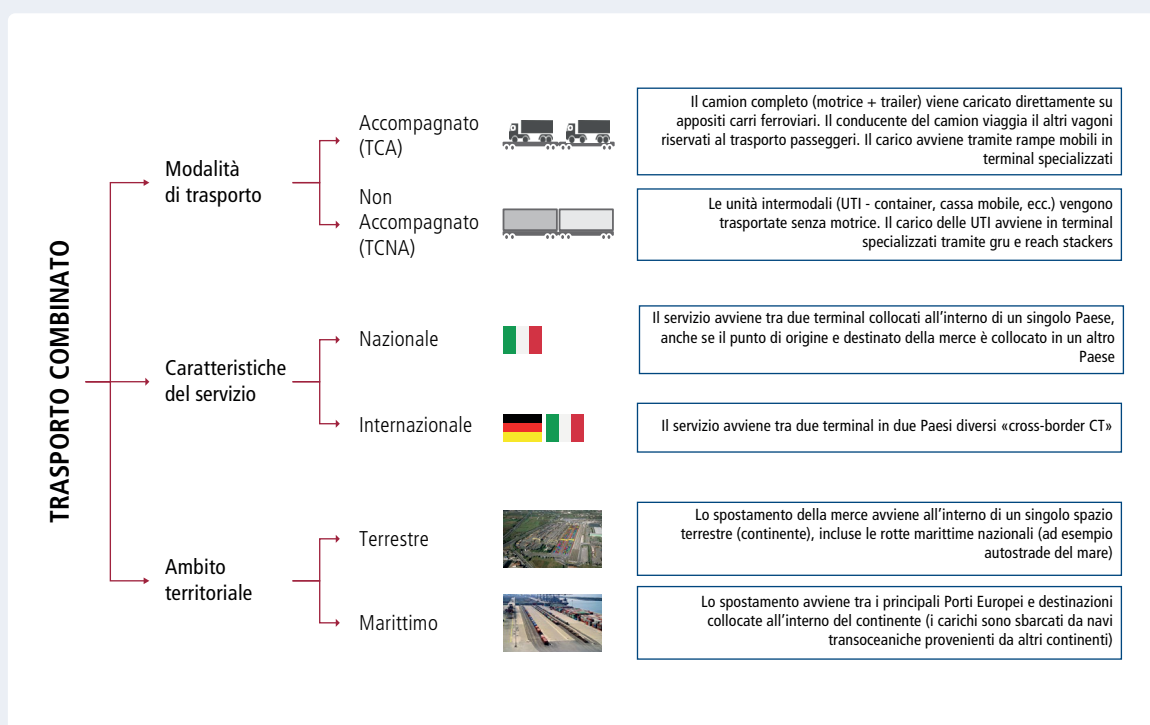 TRASPORTO COMBINATO
Modalità
di trasporto
Accompagnato
(TCA)
Il camion completo (motrice + trailer) viene caricato direttamente su
appositi carri ferroviari. Il conducente del camion viaggia il altri vagoni
riservati al trasporto passeggeri. Il carico avviene tramite rampe mobili in
terminal specializzati
Non
Accompagnato
(TCNA)
Le unità intermodali (UTI - container, cassa mobile, ecc.) vengono
trasportate senza motrice. Il carico delle UTI avviene in terminal
specializzati tramite gru e reach stackers
Caratteristiche
del servizio
Nazionale
Il servizio avviene tra due terminal collocati all'interno di un singolo Paese,
anche se il punto di origine e destinato della merce è collocato in un altro
Paese
Internazionale
Il servizio avviene tra due terminal in due Paesi diversi «cross-border CT»
Ambito
territoriale
Terrestre
Lo spostamento della merce avviene all'interno di un singolo spazio
terrestre (continente), incluse le rotte marittime nazionali (ad esempio
autostrade del mare)
Marittimo
Lo spostamento avviene tra i principali Porti Europei e destinazioni
collocate all'interno del continente (i carichi sono sbarcati da navi
transoceaniche provenienti da altri continenti)